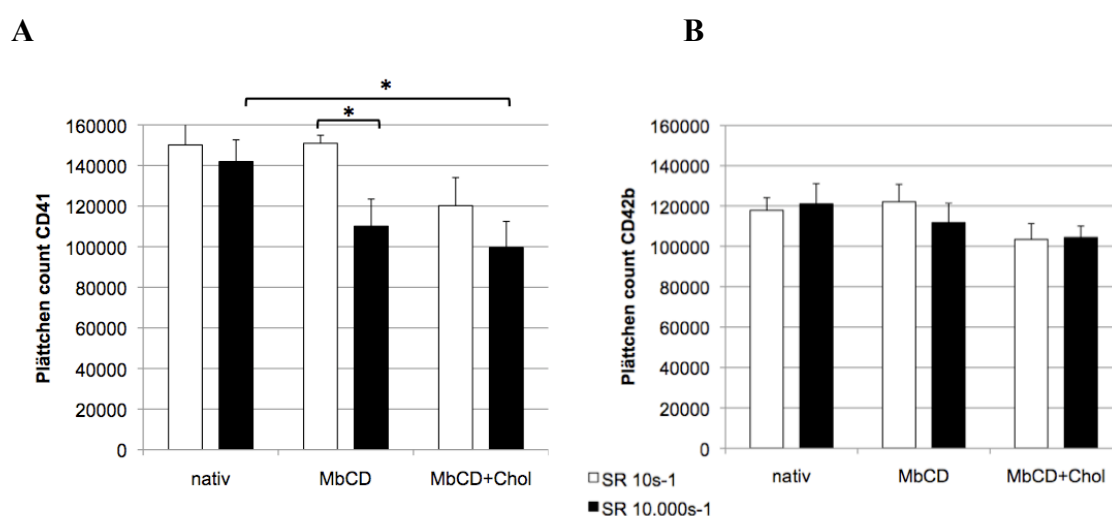 A
B
*
*
Plättchen count CD41
160000
140000
120000
100000
80000
60000
40000
20000
0
nativ MbCD MbCD+Chol
Plättchen count CD42b
160000
140000
120000
100000
80000
60000
40000
20000
0
nativ MbCD MbCD+Chol
SR 10s-1
SR 10.000s-1